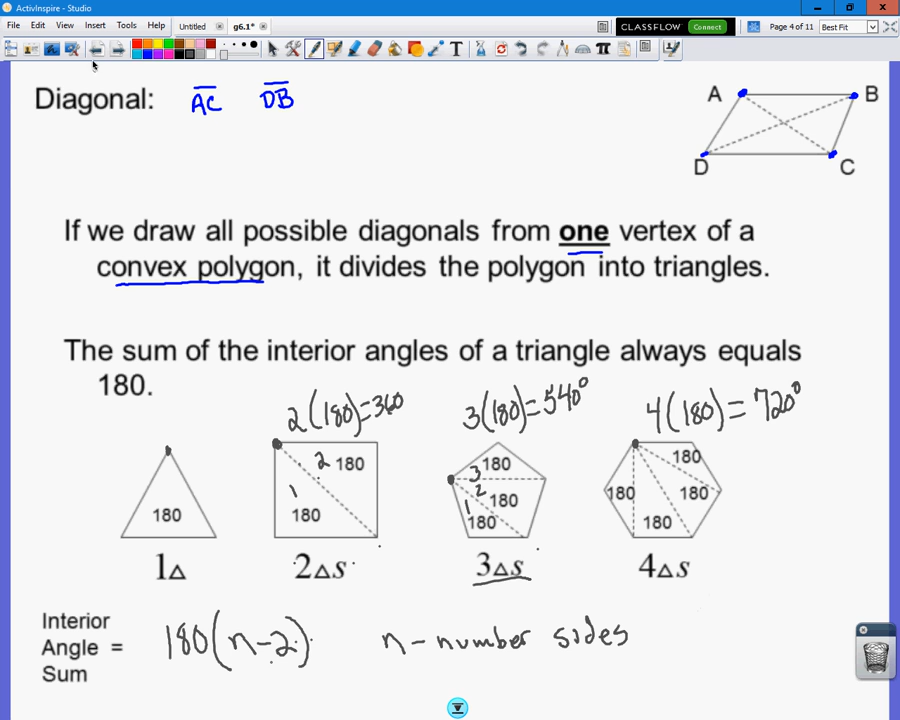 ActivInspire - Studio
File Edit View Insert Tools Help Untitled g6.1* CLASSFLOW Connect Page 4 of 11 Best Fit
Diagonal: AC DB
A B
D C
If we draw all possible diagonals from one vertex of a
convex polygon, it divides the polygon into triangles.
The sum of the interior angles of a triangle always equals
180.
2(180)=360 3(180)=540° 4(180)=720°
180
1 2 180
180
3 180
2 180
1 180
180
180 180
180
1△ 2△s 3△s 4△s
Interior
Angle = 180(n-2) n-number sides
Sum